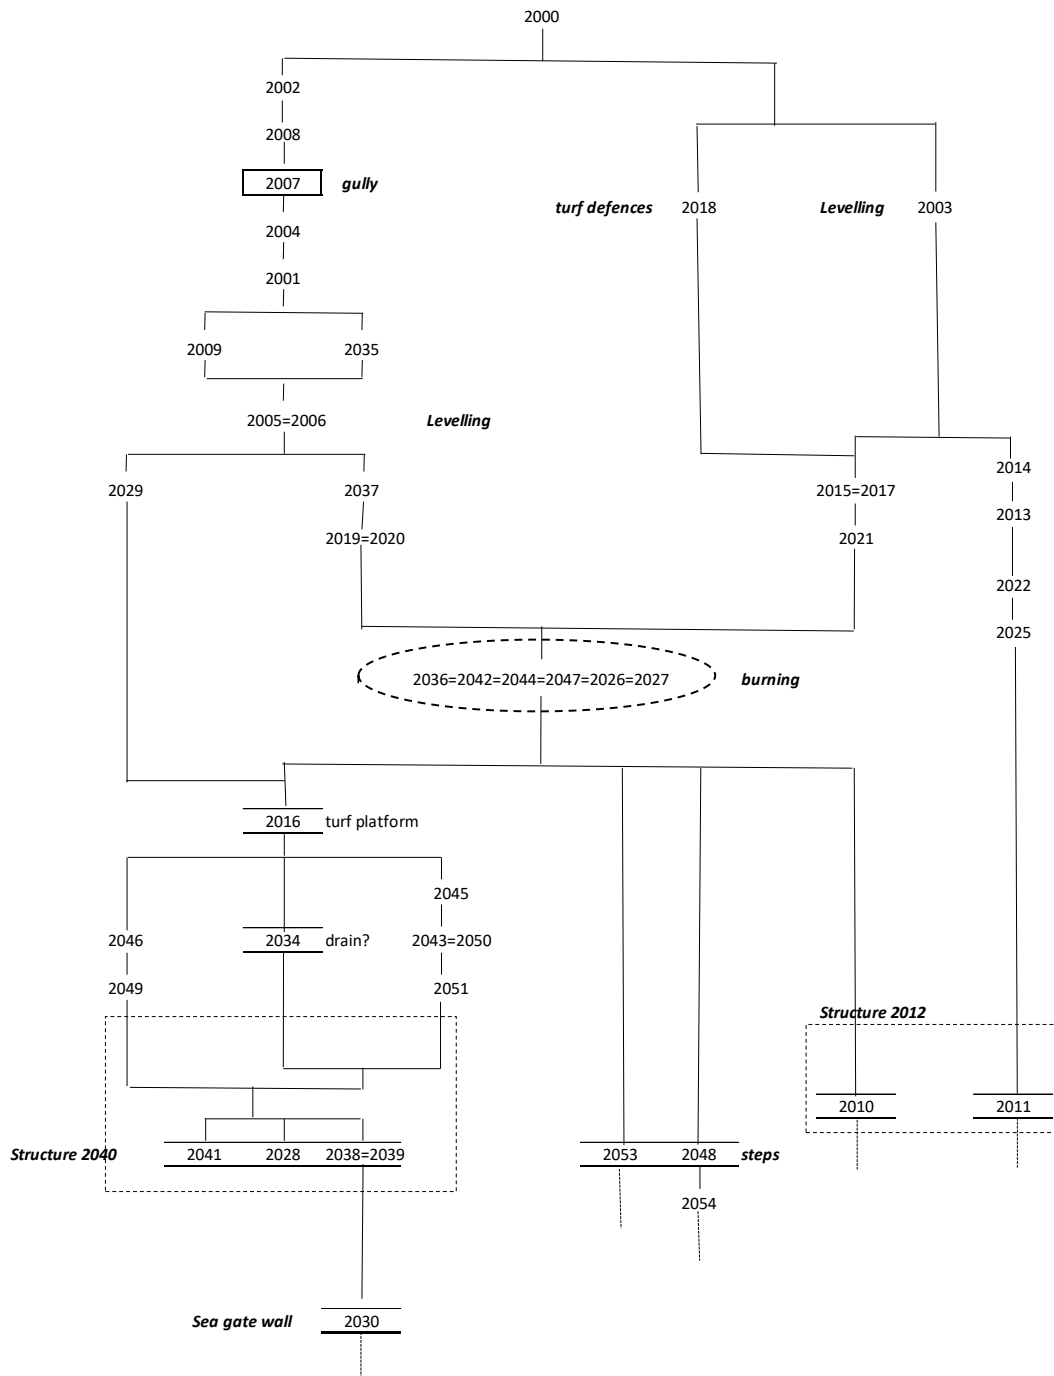 2000
2002
2008
2007 gully
turf defences 2018 Levelling 2003
2004
2001
2009 2035
2005=2006 Levelling
2014
2029 2037 2015=2017
2013
2019=2020 2021
2022
2025
2036=2042=2044=2047=2026=2027 burning
2016 turf platform
2045
2046 2034 drain? 2043=2050
2049 2051
Structure 2012
2010 2011
Structure 2040 2041 2028 2038=2039 2053 2048 steps
2054
Sea gate wall 2030